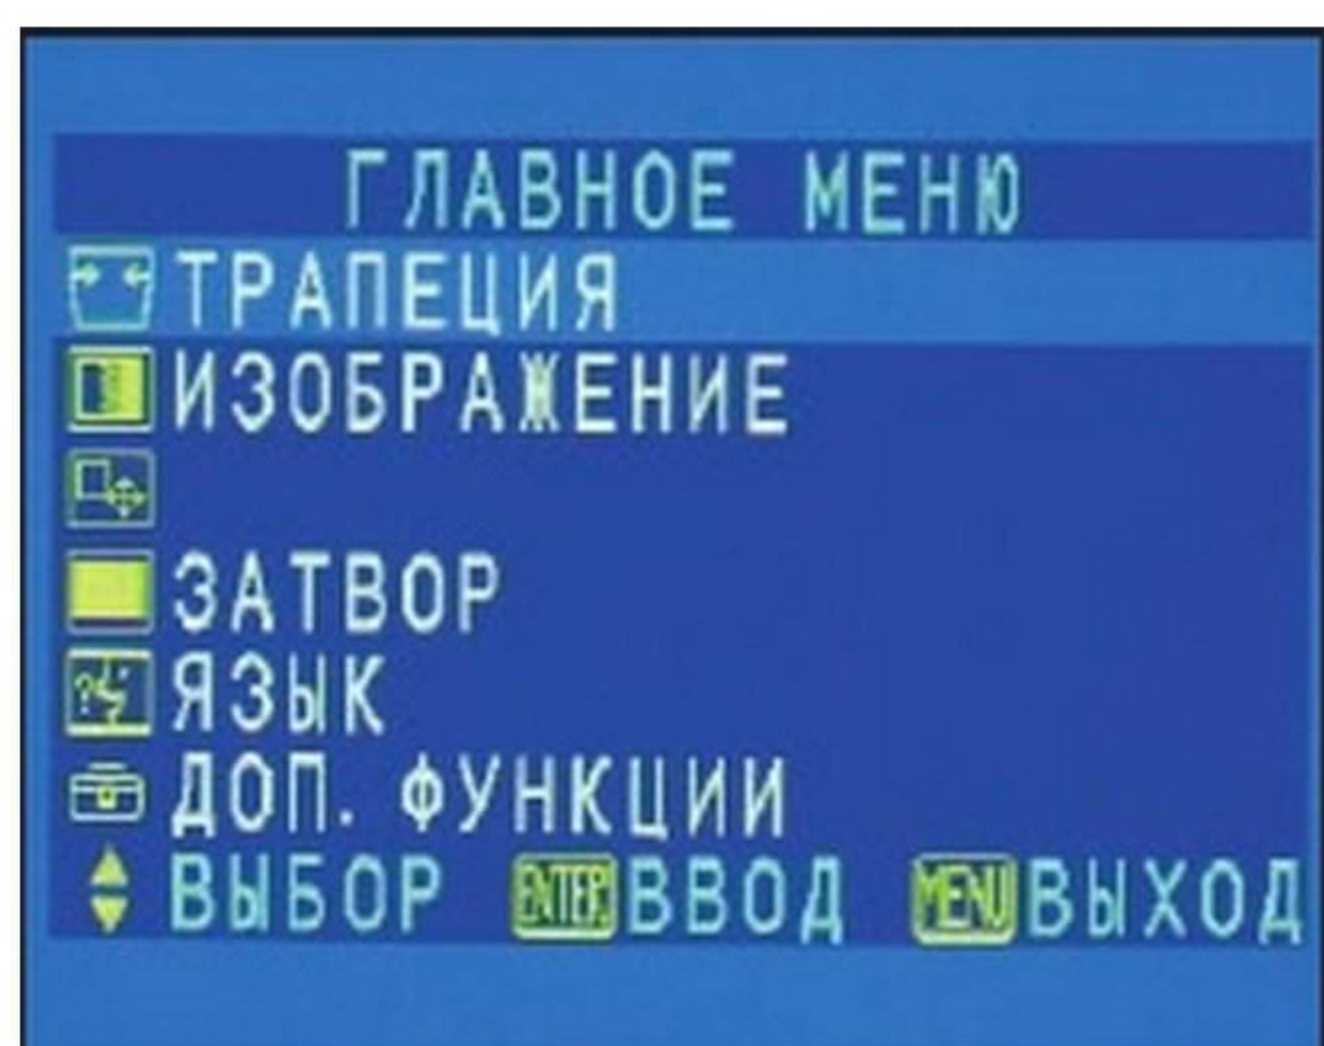 ГЛАВНОЕ МЕНЮ
ТРАПЕЦИЯ
ИЗОБРАЖЕНИЕ
ЗАТВОР
ЯЗЫК
ДОП. ФУНКЦИИ
ВЫБОР ENTER ВВОД MENU ВЫХОД